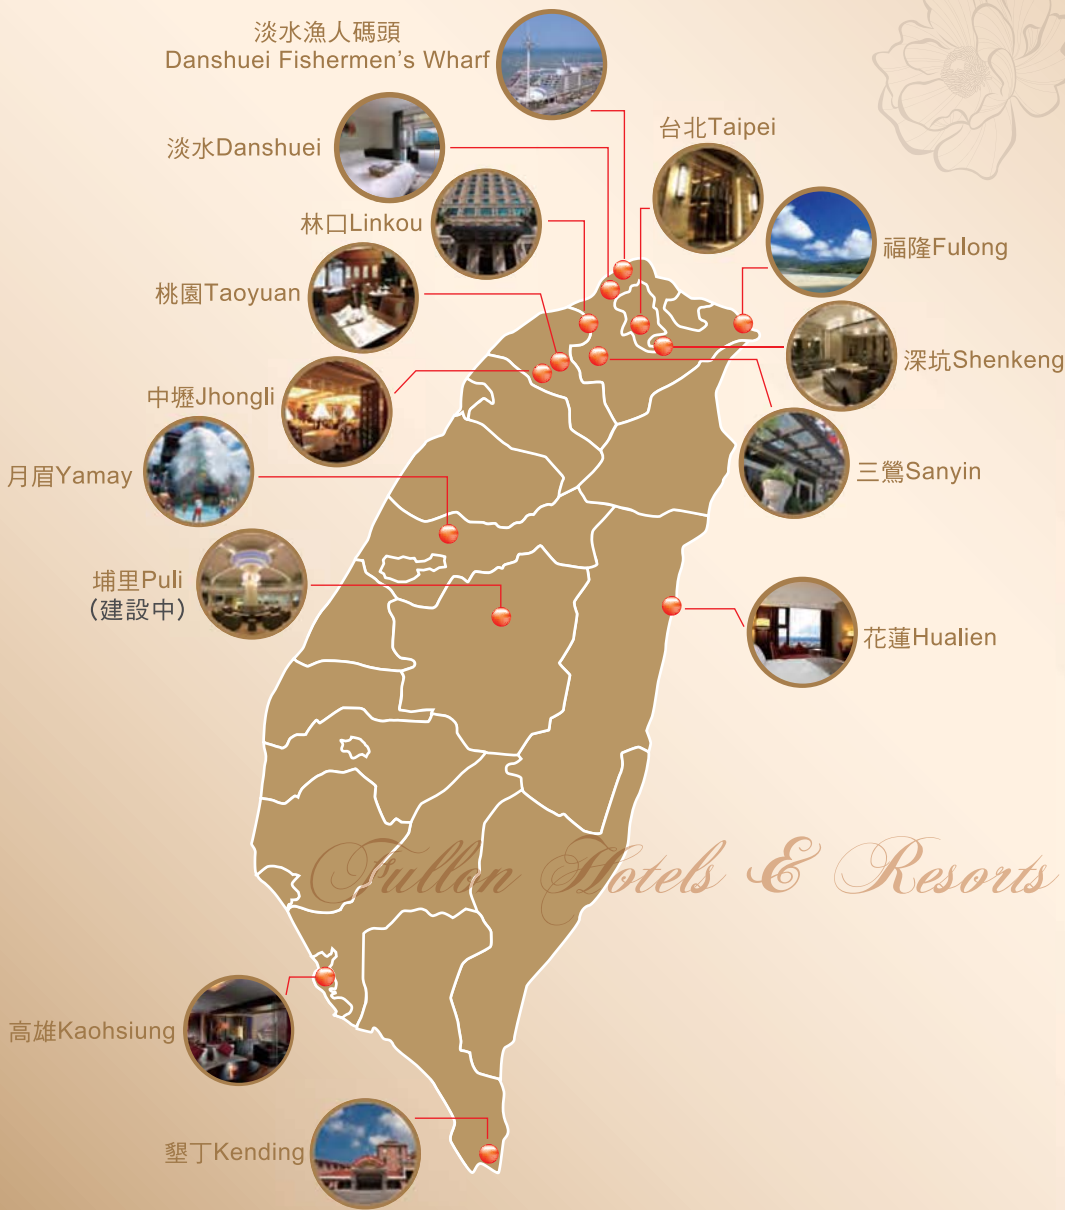 淡水漁人碼頭
Danshuei Fishermen's Wharf
台北Taipei
淡水Danshuei
林口Linkou
福隆Fulong
桃園Taoyuan
深坑Shenkeng
中壢Jhongli
月眉Yamay
三鶯Sanyin
埔里Puli
（建設中）
花蓮Hualien
Fullon Hotels & Resorts
高雄Kaohsiung
墾丁Kending